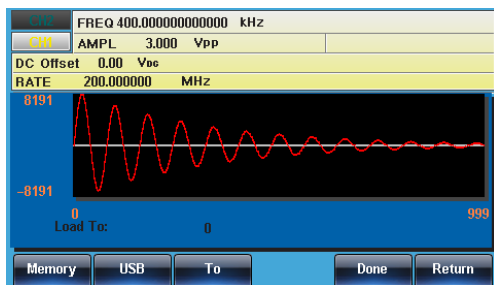 CH2 FREQ 400.000000000000 kHz
CH1 AMPL 3.000 Vpp
DC Offset 0.00 VDC
RATE 200.000000 MHz
8191
-8191
0 999
Load To: 0
Memory USB To Done Return